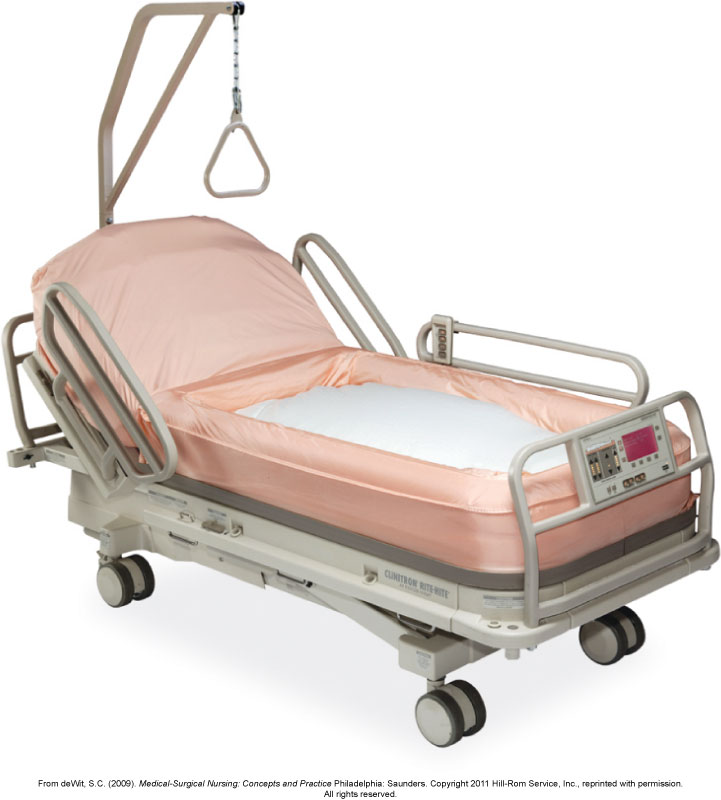 CLINITRON RITE-HITE®
From deWit, S.C. (2009). Medical-Surgical Nursing: Concepts and Practice Philadelphia: Saunders. Copyright 2011 Hill-Rom Service, Inc., reprinted with permission.
All rights reserved.